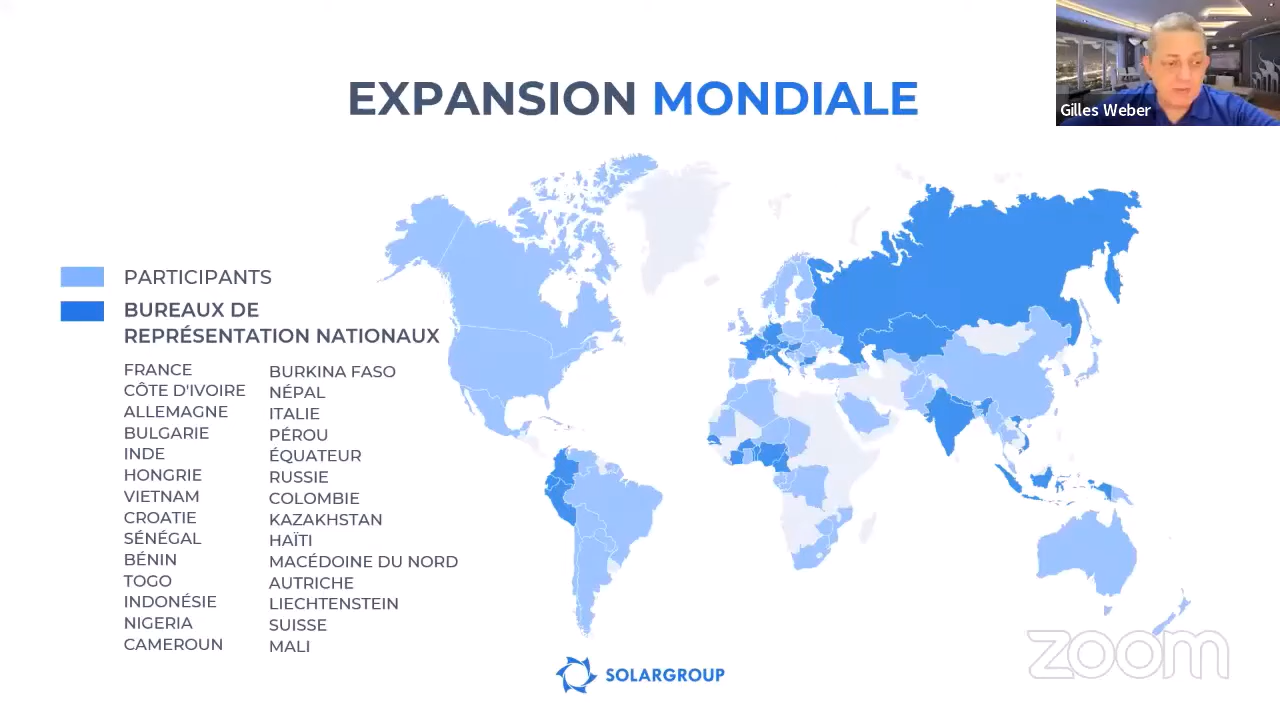 EXPANSION MONDIALE
Gilles Weber
PARTICIPANTS
BUREAUX DE
REPRÉSENTATION NATIONAUX
FRANCE
CÔTE D'IVOIRE
ALLEMAGNE
BULGARIE
INDE
HONGRIE
VIETNAM
CROATIE
SÉNÉGAL
BÉNIN
TOGO
INDONÉSIE
NIGERIA
CAMEROUN
BURKINA FASO
NÉPAL
ITALIE
PÉROU
ÉQUATEUR
RUSSIE
COLOMBIE
KAZAKHSTAN
HAÏTI
MACÉDOINE DU NORD
AUTRICHE
LIECHTENSTEIN
SUISSE
MALI
SOLARGROUP
zoom